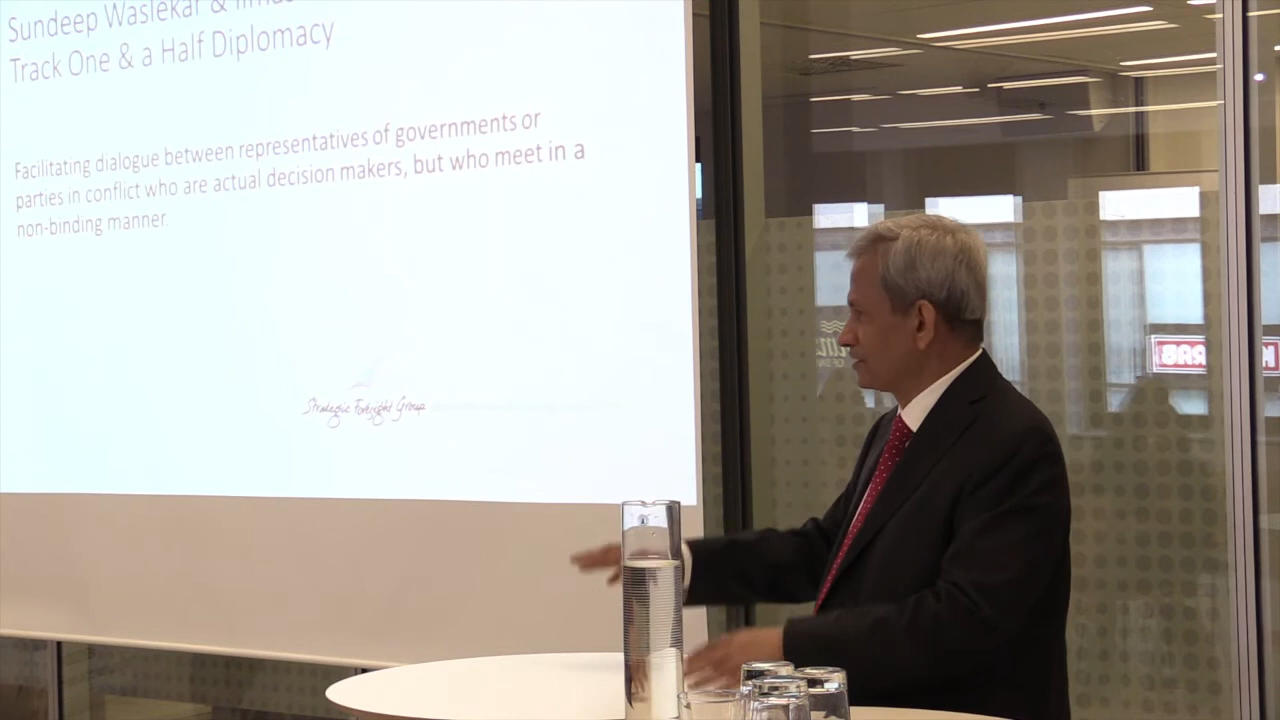 Sundeep Waslekar &
Track One & a Half Diplomacy
Facilitating dialogue between representatives of governments or
parties in conflict who are actual decision makers, but who meet in a
non-binding manner.
Strategic Foresight Group